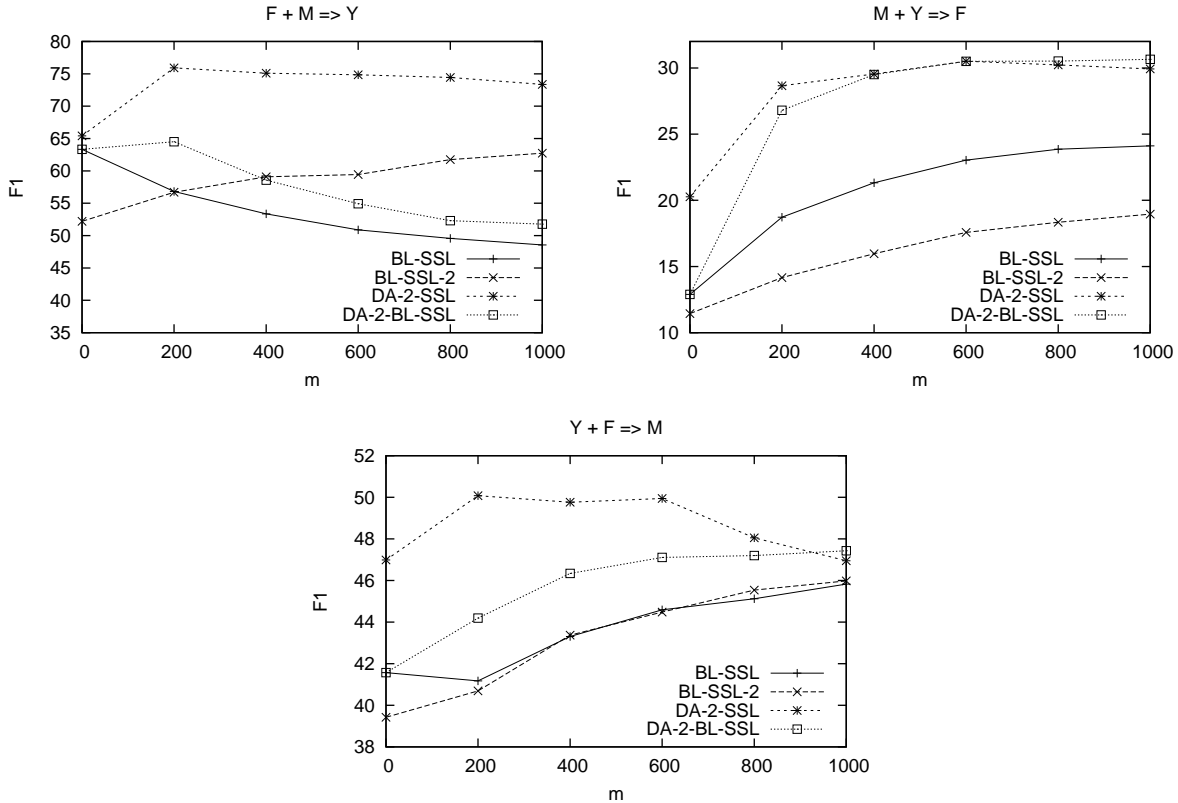 F + M => Y
80
75
70
65
60
55
50
45
40
35
F1
0 200 400 600 800 1000
m
BL-SSL
BL-SSL-2
DA-2-SSL
DA-2-BL-SSL
M + Y => F
30
25
20
15
10
F1
0 200 400 600 800 1000
m
BL-SSL
BL-SSL-2
DA-2-SSL
DA-2-BL-SSL
Y + F => M
52
50
48
46
44
42
40
38
F1
0 200 400 600 800 1000
m
BL-SSL
BL-SSL-2
DA-2-SSL
DA-2-BL-SSL